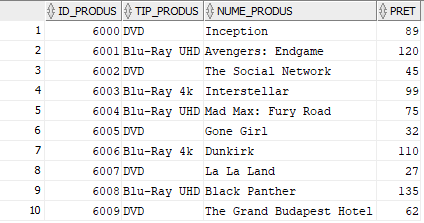 ID_PRODUS TIP_PRODUS NUME_PRODUS PRET
1 6000 DVD Inception 89
2 6001 Blu-Ray UHD Avengers: Endgame 120
3 6002 DVD The Social Network 45
4 6003 Blu-Ray 4k Interstellar 99
5 6004 Blu-Ray UHD Mad Max: Fury Road 75
6 6005 DVD Gone Girl 32
7 6006 Blu-Ray 4k Dunkirk 110
8 6007 DVD La La Land 27
9 6008 Blu-Ray UHD Black Panther 135
10 6009 DVD The Grand Budapest Hotel 62